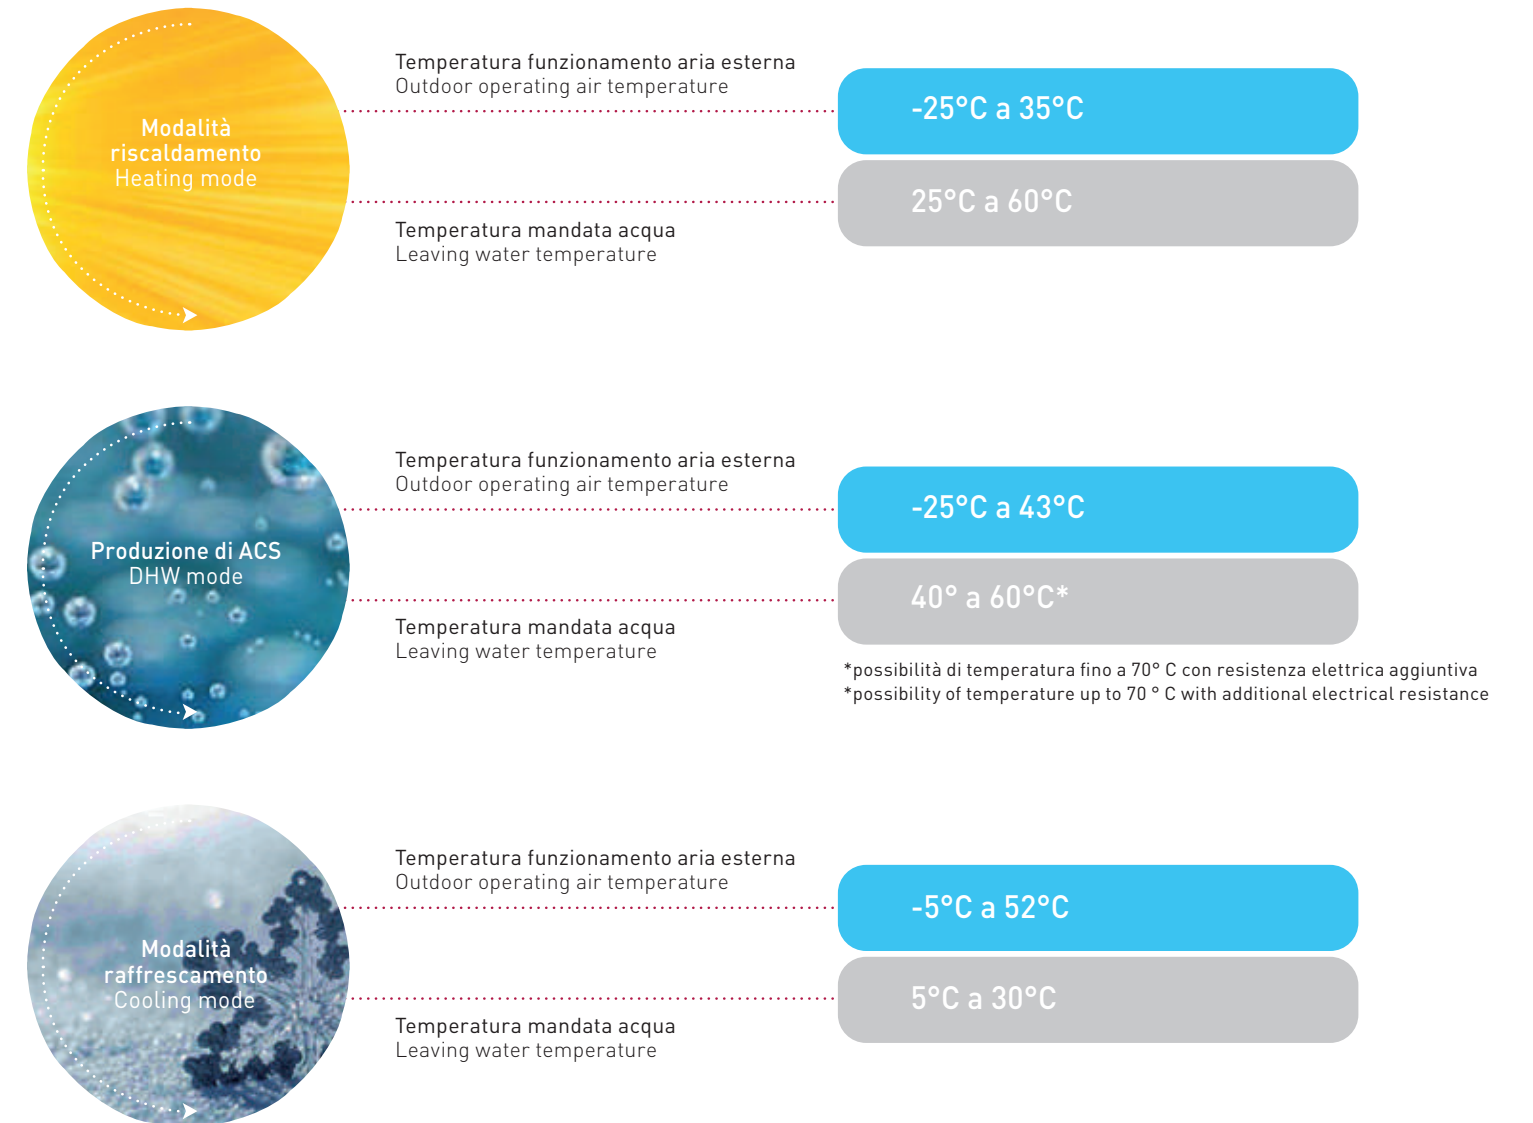 Modalità
riscaldamento
Heating mode
Temperatura funzionamento aria esterna
Outdoor operating air temperature
-25°C a 35°C
25°C a 60°C
Temperatura mandata acqua
Leaving water temperature
Produzione di ACS
DHW mode
Temperatura funzionamento aria esterna
Outdoor operating air temperature
-25°C a 43°C
40° a 60°C*
Temperatura mandata acqua
Leaving water temperature
*possibilità di temperatura fino a 70° C con resistenza elettrica aggiuntiva
*possibility of temperature up to 70 ° C with additional electrical resistance
Modalità
raffrescamento
Cooling mode
Temperatura funzionamento aria esterna
Outdoor operating air temperature
-5°C a 52°C
5°C a 30°C
Temperatura mandata acqua
Leaving water temperature